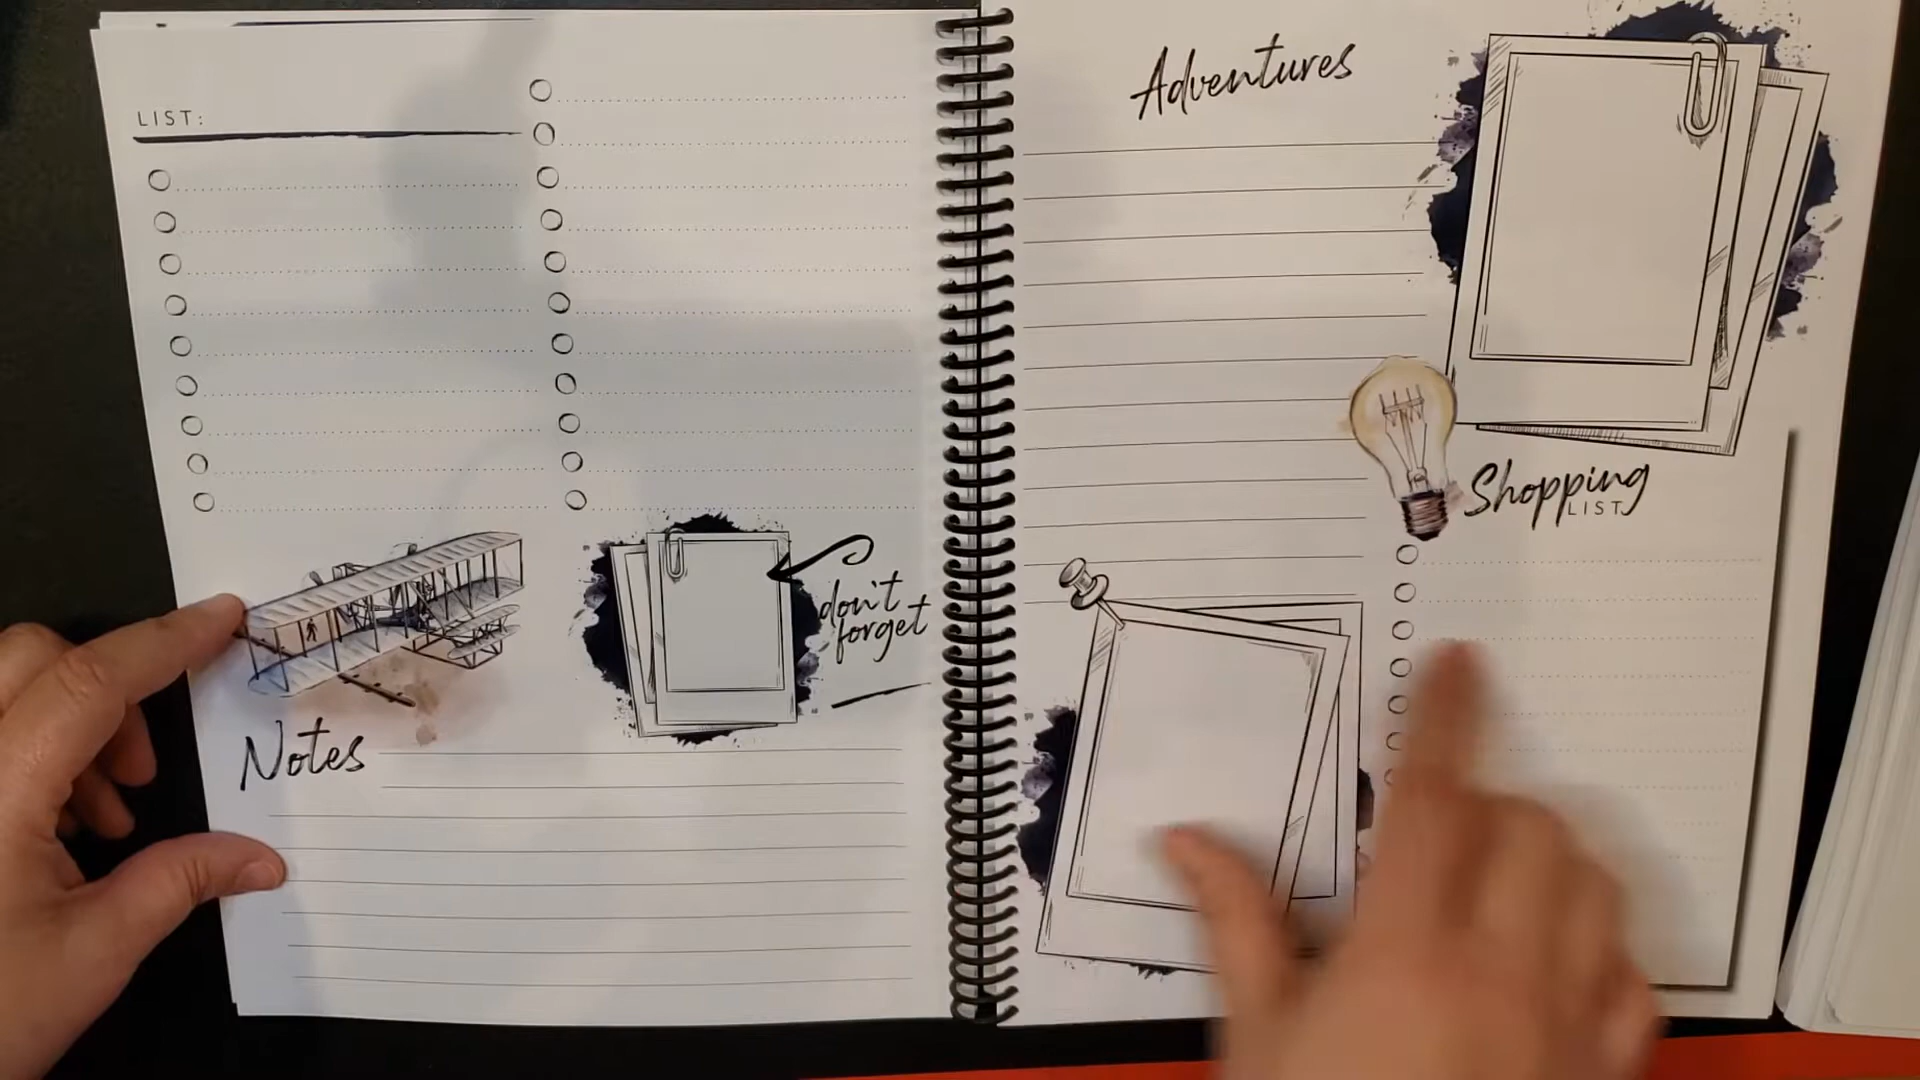 LIST:
don't
forget
Notes
Adventures
Shopping
LIST